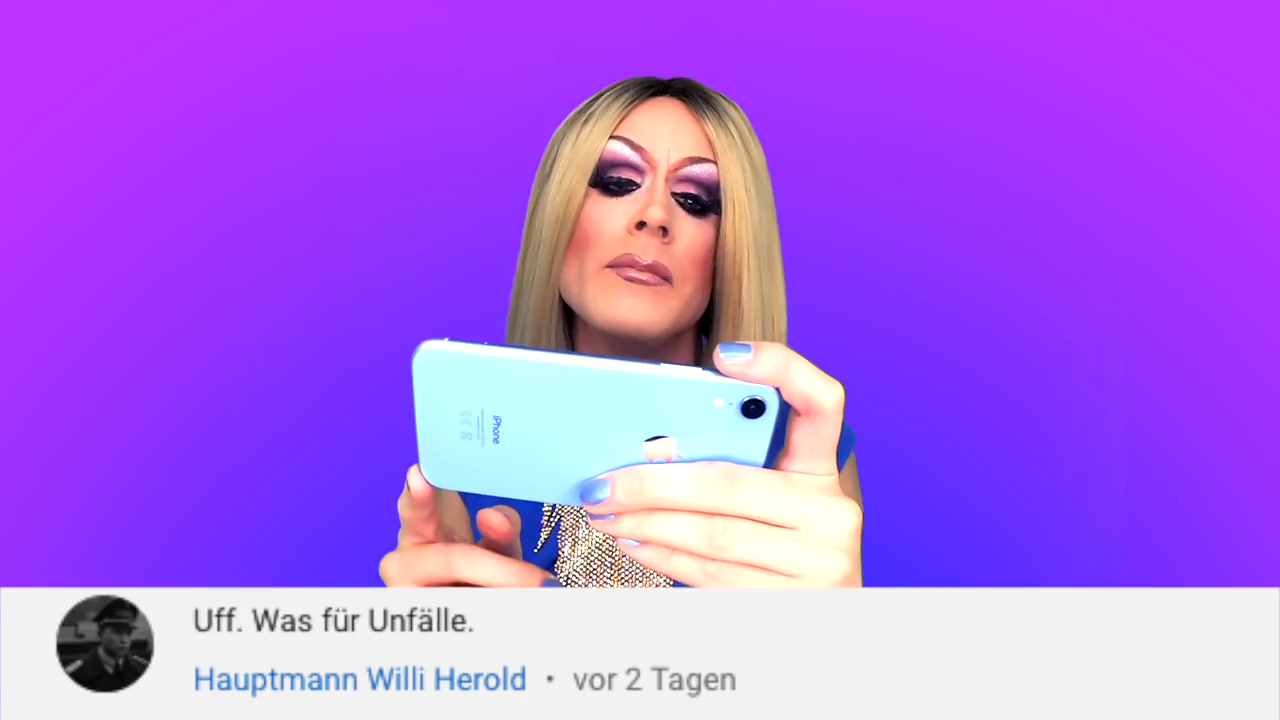 iPhone
Uff. Was für Unfälle.
Hauptmann Willi Herold • vor 2 Tagen